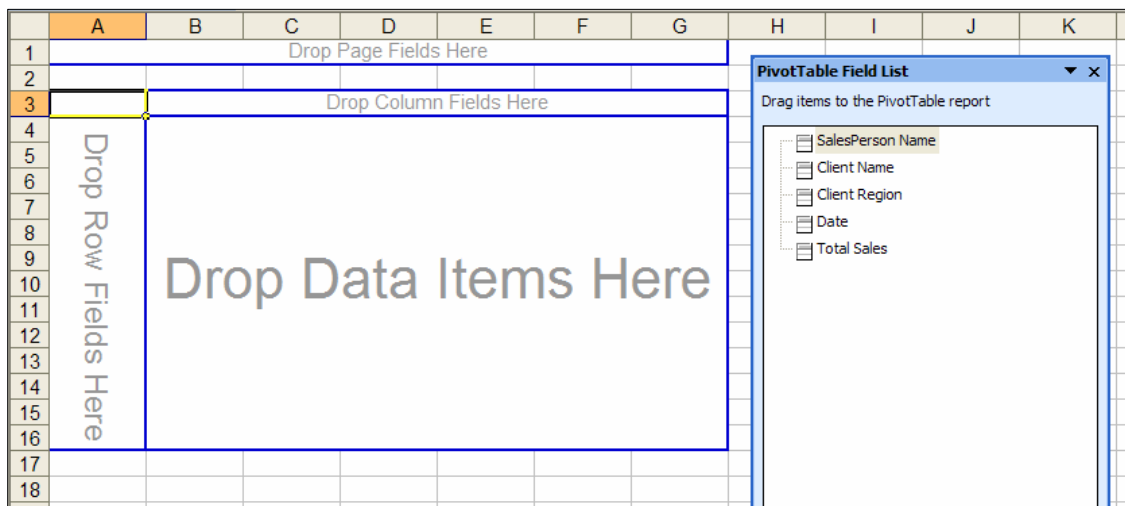 A B C D E F G H I J K
1 Drop Page Fields Here
2
PivotTable Field List
3 Drop Column Fields Here
Drag items to the PivotTable report
4
5
6
7
8
9
10
11
12
13
14
15
16
17
18
Drop Row Fields Here
Drop Data Items Here
SalesPerson Name
Client Name
Client Region
Date
Total Sales